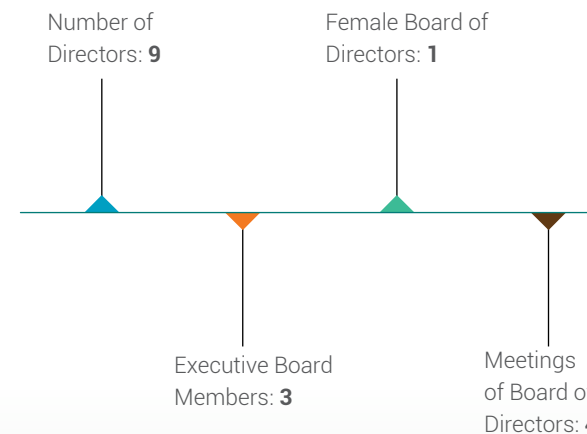 Number of
Directors: 9
Female Board of
Directors: 1
Executive Board
Members: 3
Meetings
of Board
Directors: